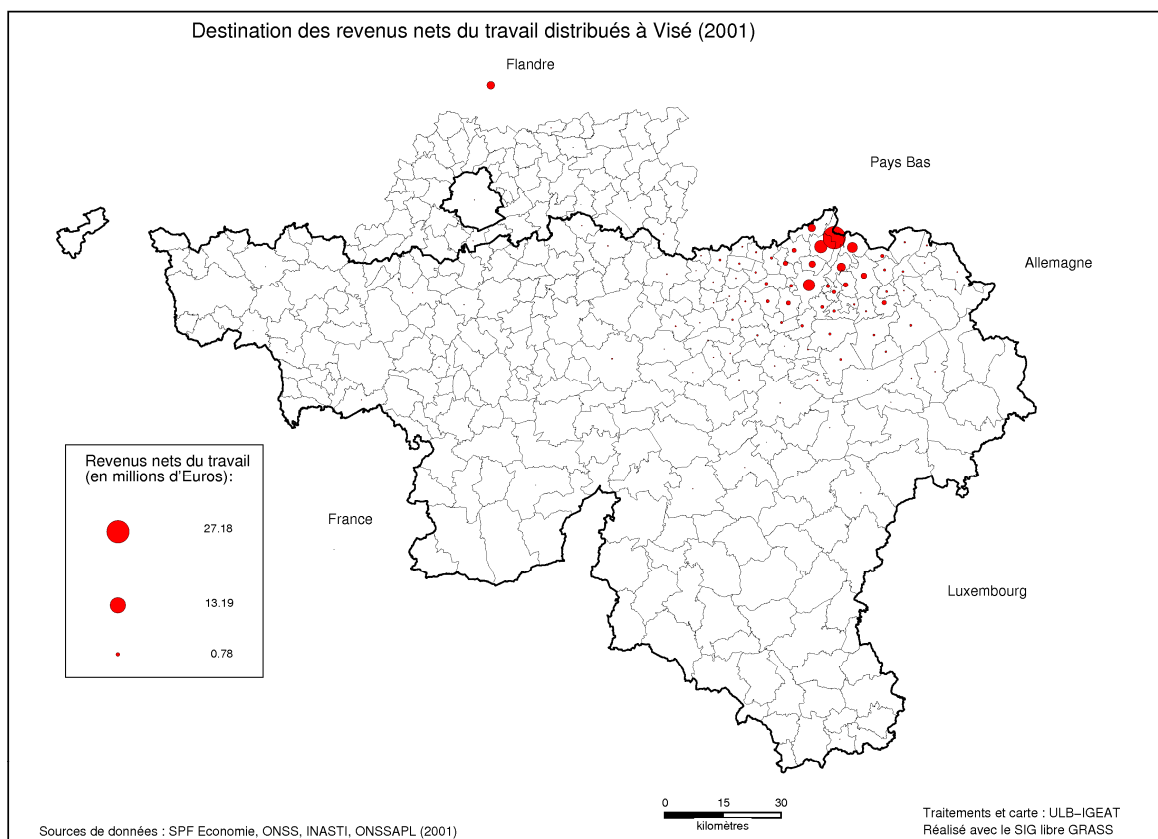 Destination des revenus nets du travail distribués à Visé (2001)
Flandre
Pays Bas
Allemagne
Revenus nets du travail
(en millions d'Euros):
27.18
13.19
0.78
France
Luxembourg
0 15 30
kilomètres
Sources de données : SPF Economie, ONSS, INASTI, ONSSAPL (2001)
Traitements et carte : ULB-IGEAT
Réalisé avec le SIG libre GRASS